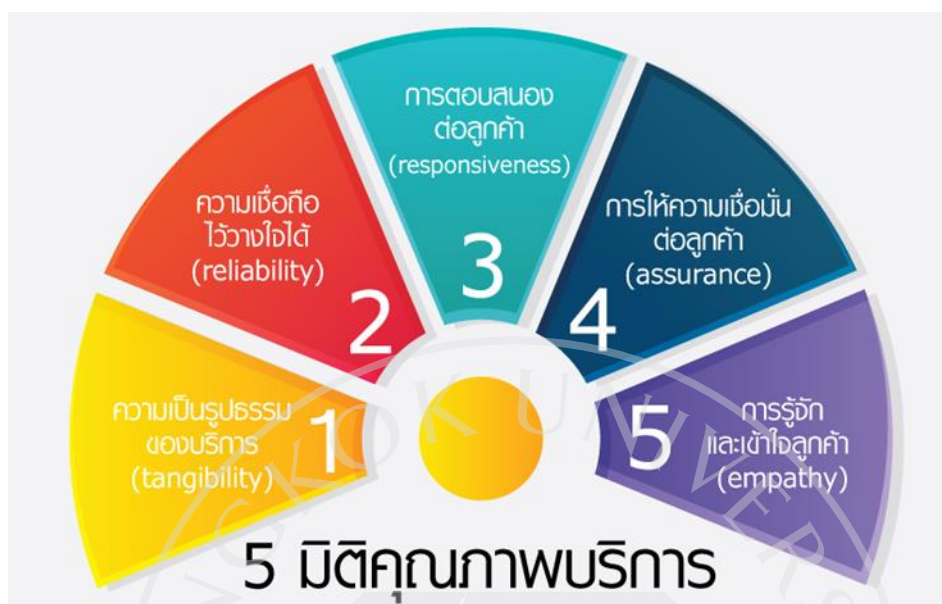 ความเป็นรูปธรรม
ของบริการ
(tangibility)
1
ความเชื่อถือ
ไว้วางใจได้
(reliability)
2
การตอบสนอง
ต่อลูกค้า
(responsiveness)
3
การให้ความเชื่อมั่น
ต่อลูกค้า
(assurance)
4
การรู้จัก
และเข้าใจลูกค้า
(empathy)
5
5 มิติคุณภาพบริการ